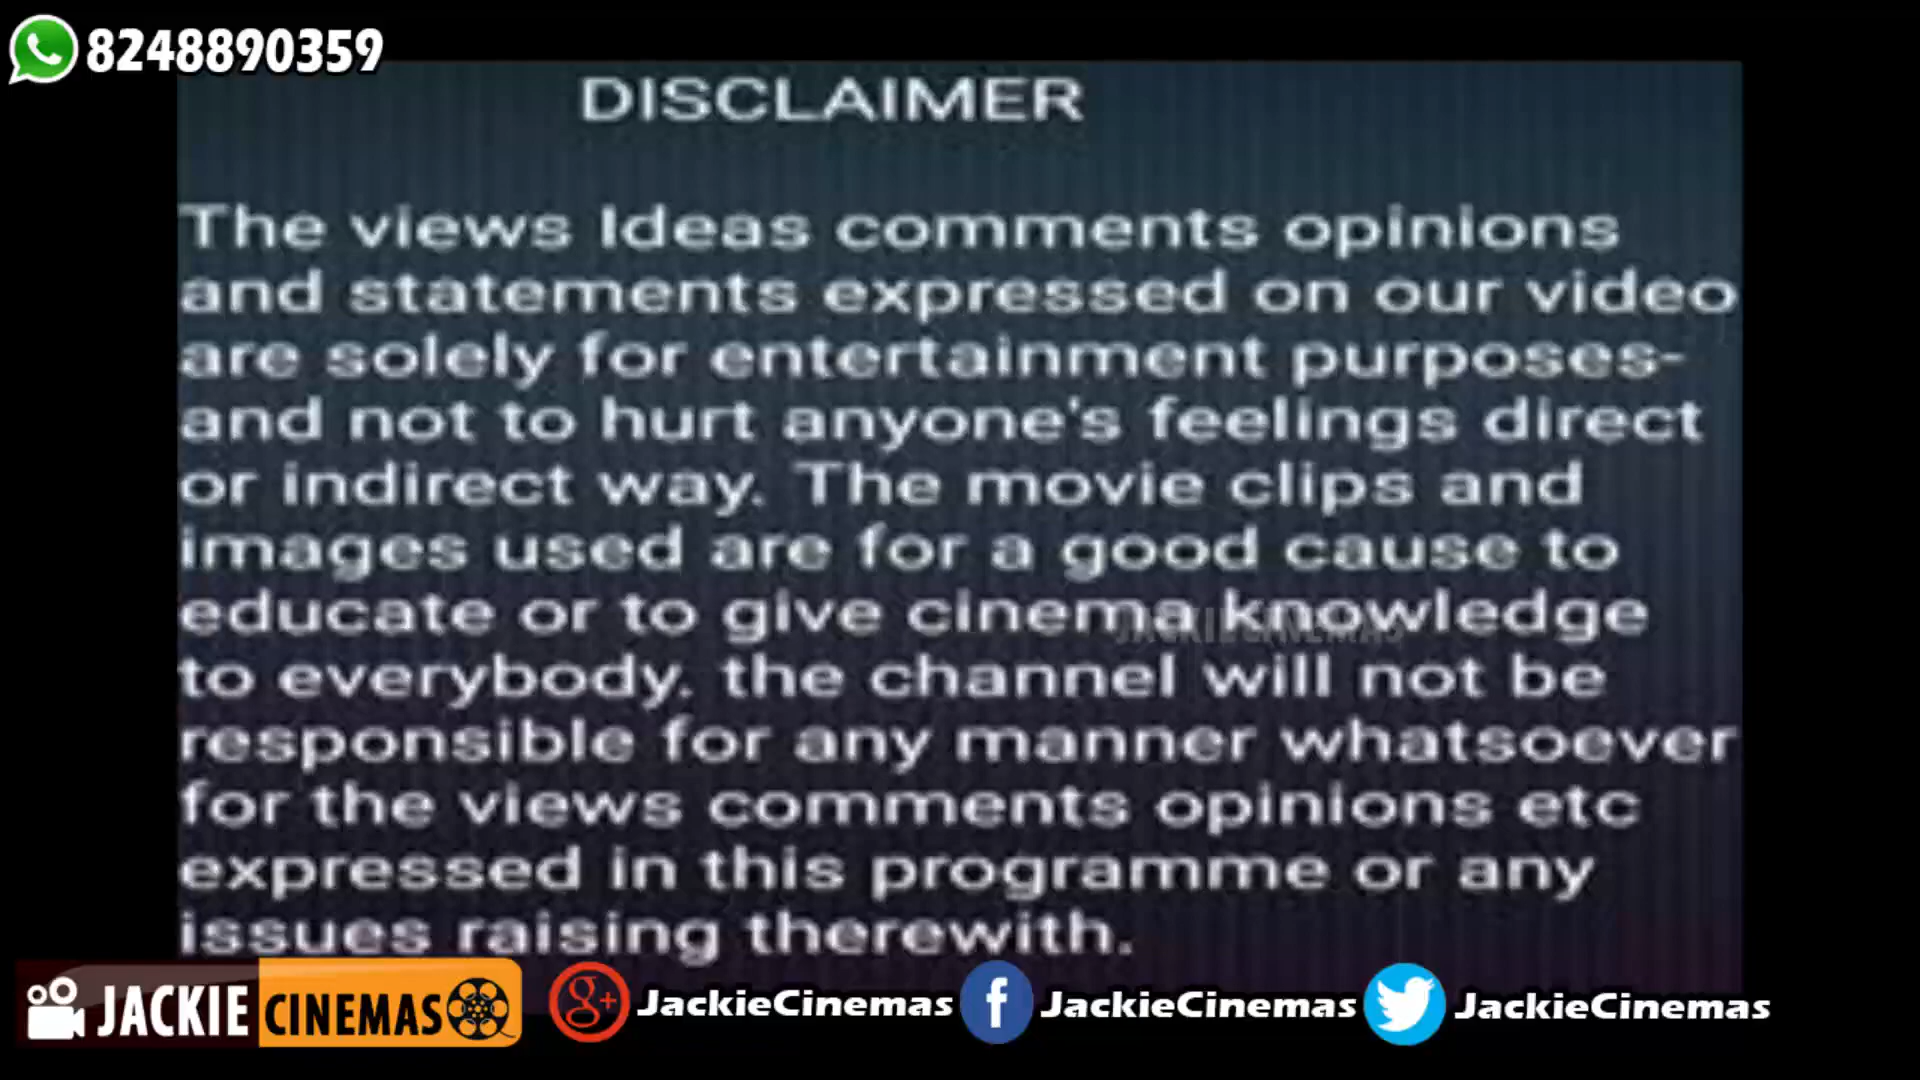 8248890359
DISCLAIMER
The views Ideas comments opinions
and statements expressed on our video
are solely for entertainment purposes-
and not to hurt anyone's feelings direct
or indirect way. The movie clips and
images used are for a good cause to
educate or to give cinema knowledge
JACKIECINEMAS
to everybody. the channel will not be
responsible for any manner whatsoever
for the views comments opinions etc
expressed in this programme or any
issues raising therewith.
JACKIE CINEMAS
g+ JackieCinemas f JackieCinemas JackieCinemas